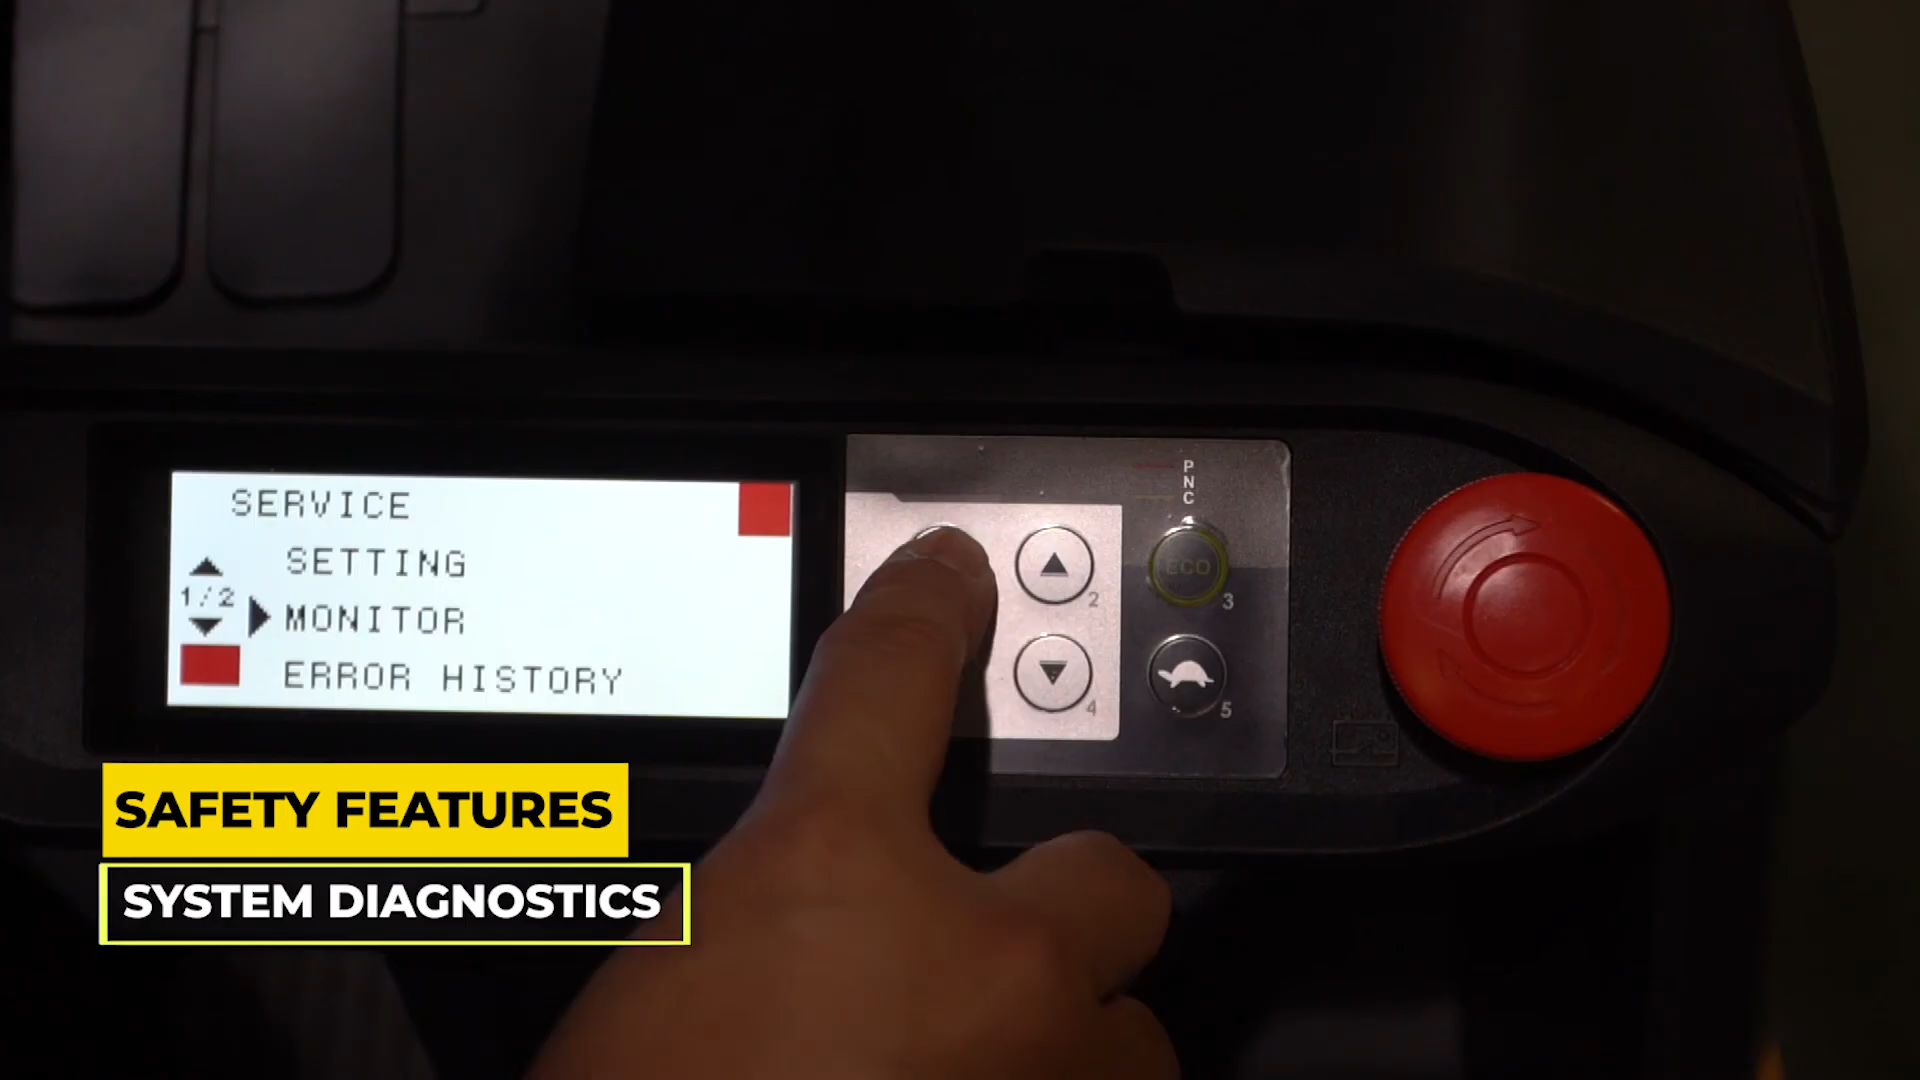 SERVICE
SETTING
1/2
MONITOR
ERROR HISTORY
P
N
C
2
ECO
3
4
5
SAFETY FEATURES
SYSTEM DIAGNOSTICS